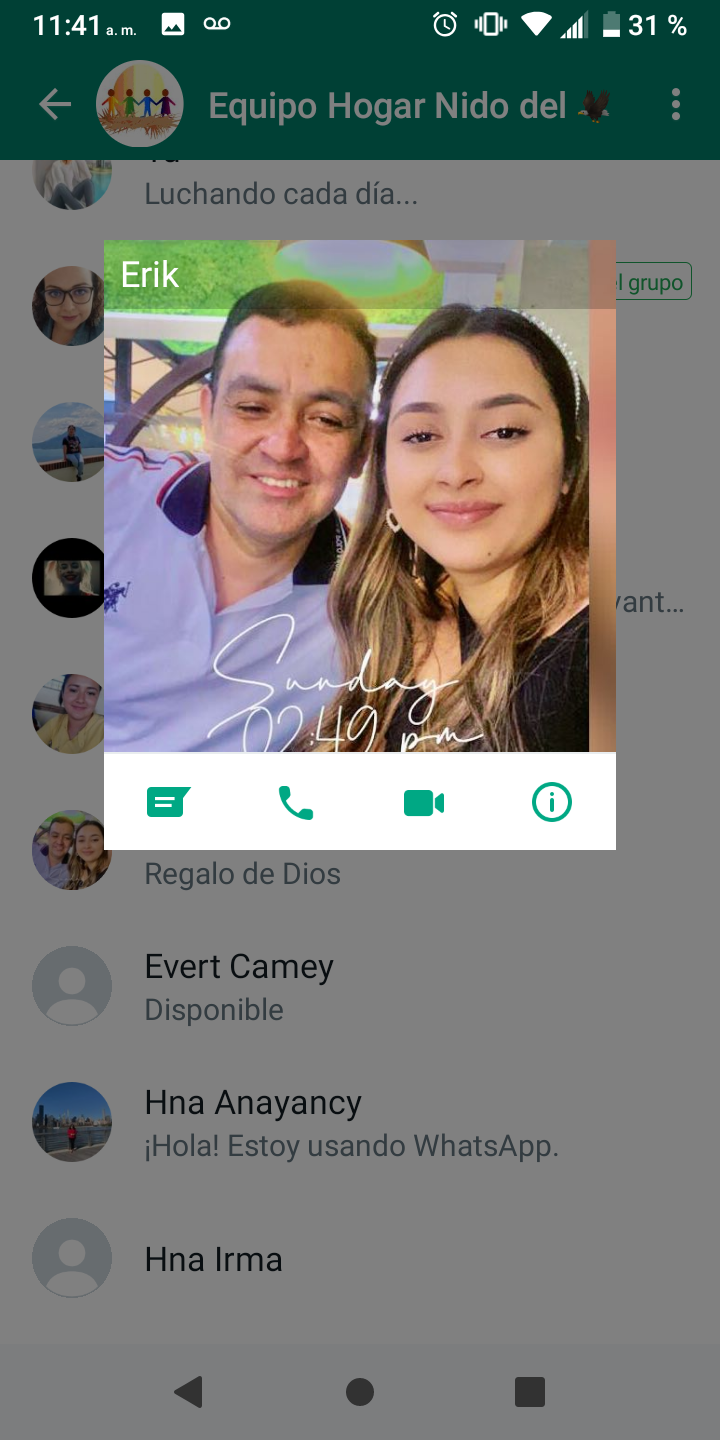 11:41 a. m.
31 %
Equipo Hogar Nido del 🦅
Luchando cada día...
Erik
el grupo
Sunday
02:49 pm
Regalo de Dios
Evert Camey
Disponible
Hna Anayancy
¡Hola! Estoy usando WhatsApp.
Hna Irma